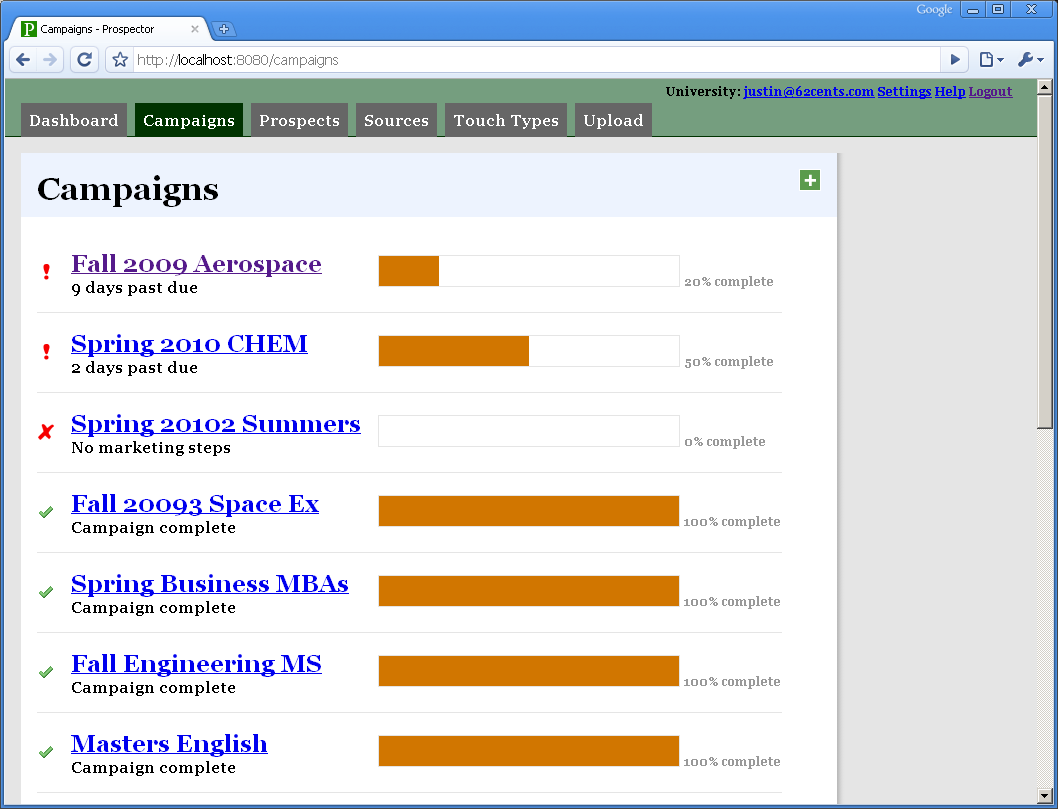 Google
Campaigns - Prospector
http://localhost:8080/campaigns
University: justin@62cents.com Settings Help Logout
Dashboard Campaigns Prospects Sources Touch Types Upload
Campaigns
Fall 2009 Aerospace
9 days past due
20% complete
Spring 2010 CHEM
2 days past due
50% complete
Spring 20102 Summers
No marketing steps
0% complete
Fall 20093 Space Ex
Campaign complete
100% complete
Spring Business MBAs
Campaign complete
100% complete
Fall Engineering MS
Campaign complete
100% complete
Masters English
Campaign complete
100% complete